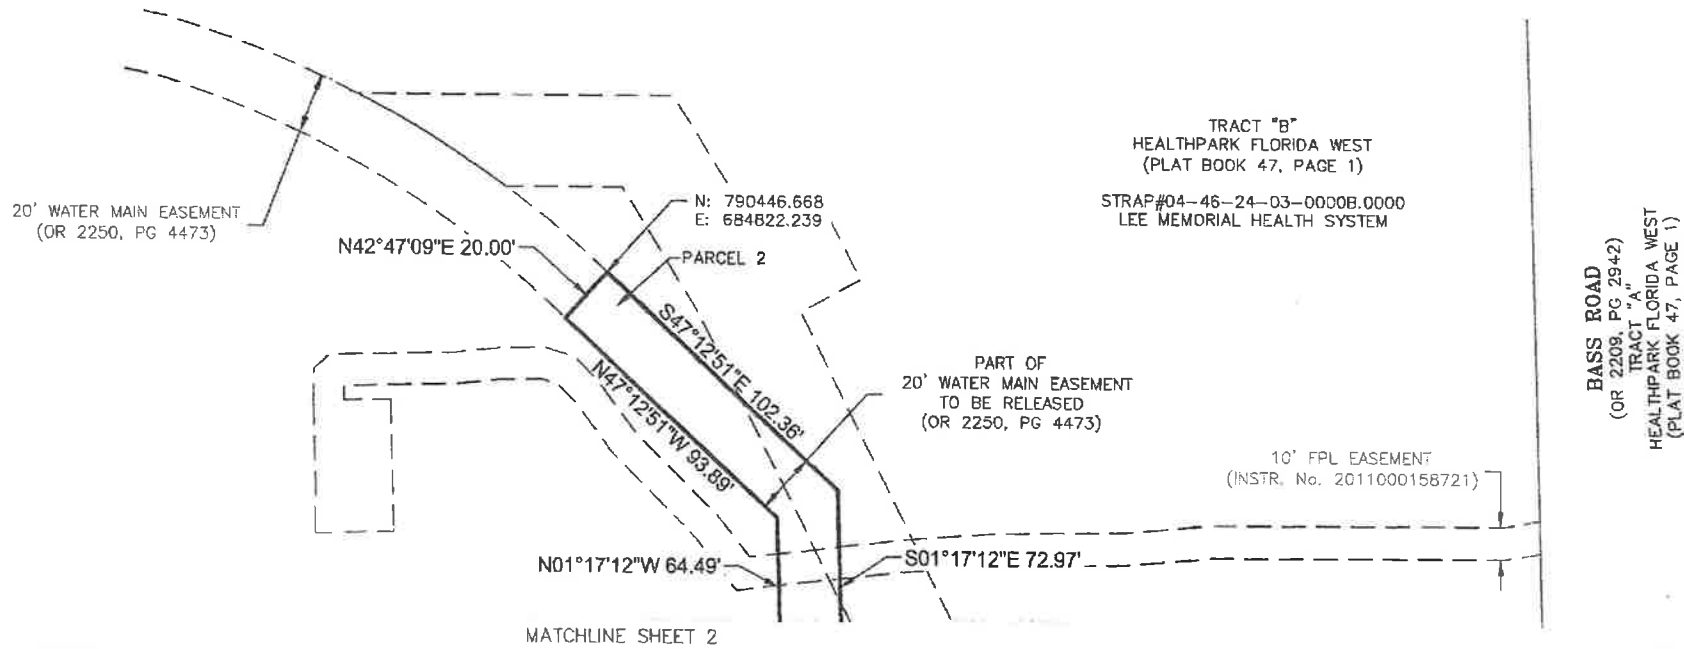 TRACT "B"
HEALTHPARK FLORIDA WEST
(PLAT BOOK 47, PAGE 1)
STRAP#04-46-24-03-0000B.0000
LEE MEMORIAL HEALTH SYSTEM
20' WATER MAIN EASEMENT
(OR 2250, PG 4473)
N: 790446.668
E: 684822.239
N42°47'09"E 20.00'
PARCEL 2
S47°12'51"E 102.36'
N47°12'51"W 93.89'
PART OF
20' WATER MAIN EASEMENT
TO BE RELEASED
(OR 2250, PG 4473)
BASS ROAD
(OR 2209, PG 2942)
TRACT "A"
HEALTHPARK FLORIDA WEST
(PLAT BOOK 47, PAGE 1)
10' FPL EASEMENT
(INSTR. No. 2011000158721)
N01°17'12"W 64.49'
S01°17'12"E 72.97'
MATCHLINE SHEET 2